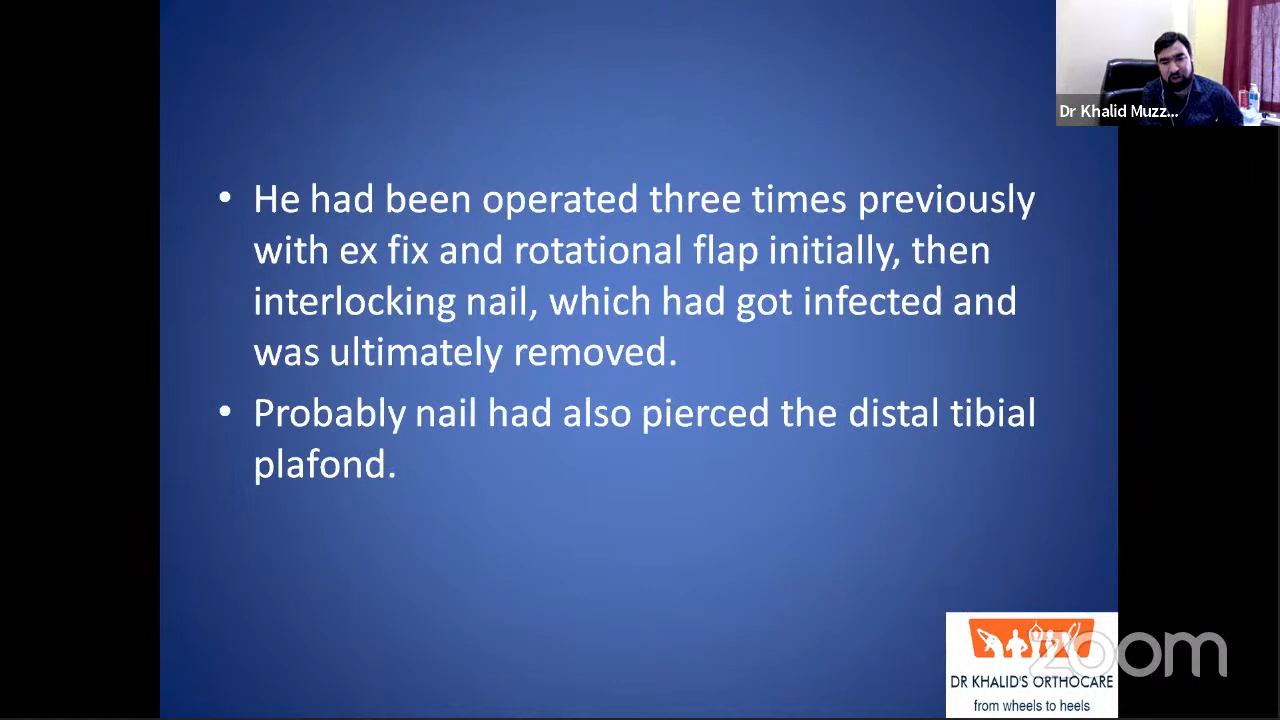 Dr Khalid Muzz...
• He had been operated three times previously
with ex fix and rotational flap initially, then
interlocking nail, which had got infected and
was ultimately removed.
• Probably nail had also pierced the distal tibial
plafond.
zoom
DR KHALID'S ORTHOCARE
from wheels to heels